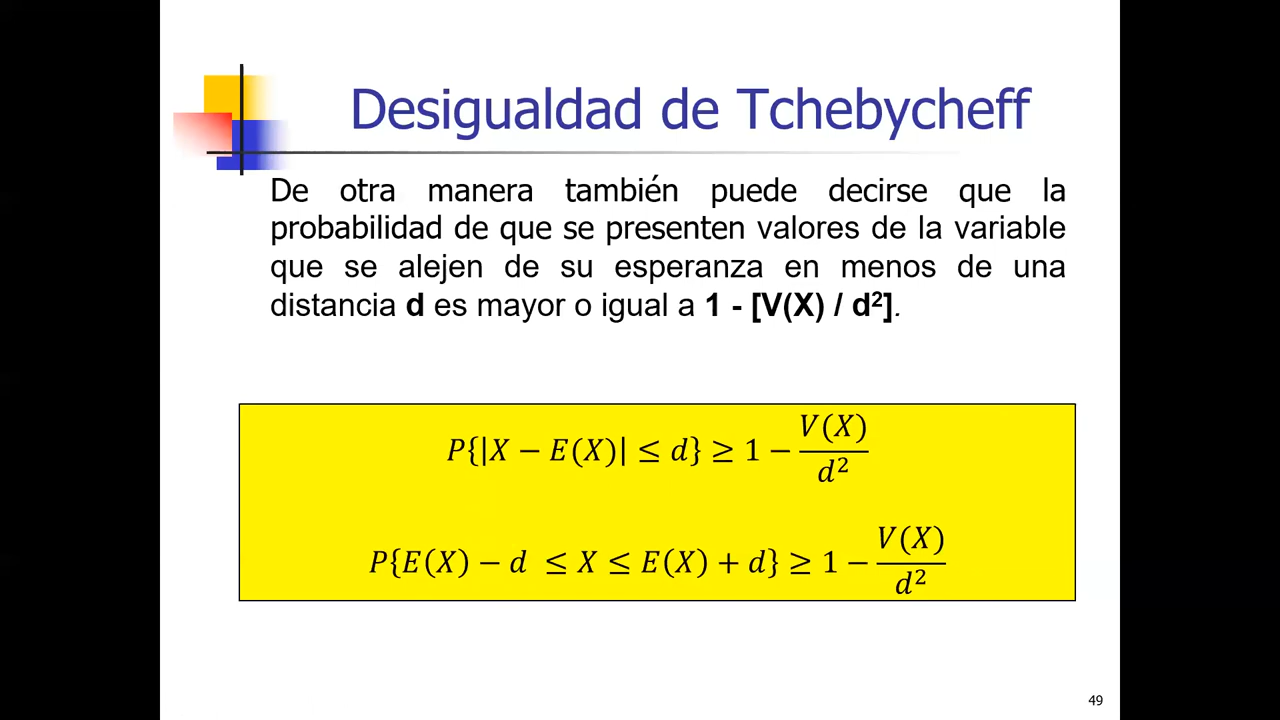 Desigualdad de Tchebycheff
De otra manera también puede decirse que la
probabilidad de que se presenten valores de la variable
que se alejen de su esperanza en menos de una
distancia d es mayor o igual a 1 - [V(X) / d²].
P{|X − E(X)| ≤ d} ≥ 1 − V(X)/d²
P{E(X) − d ≤ X ≤ E(X) + d} ≥ 1 − V(X)/d²
49